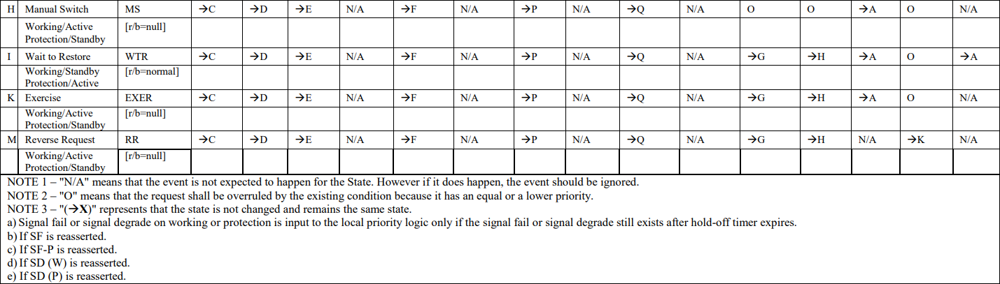 H Manual Switch MS →C →D →E N/A →F N/A →P N/A →Q N/A O O →A O N/A
Working/Active [r/b=null]
Protection/Standby
I Wait to Restore WTR →C →D →E N/A →F N/A →P N/A →Q N/A →G →H →A O →A
Working/Standby [r/b=normal]
Protection/Active
K Exercise EXER →C →D →E N/A →F N/A →P N/A →Q N/A →G →H →A O N/A
Working/Active [r/b=null]
Protection/Standby
M Reverse Request RR →C →D →E N/A →F N/A →P N/A →Q N/A →G →H N/A →K N/A
Working/Active [r/b=null]
Protection/Standby
NOTE 1 – "N/A" means that the event is not expected to happen for the State. However if it does happen, the event should be ignored.
NOTE 2 – "O" means that the request shall be overruled by the existing condition because it has an equal or a lower priority.
NOTE 3 – "(→X)" represents that the state is not changed and remains the same state.
a) Signal fail or signal degrade on working or protection is input to the local priority logic only if the signal fail or signal degrade still exists after hold-off timer expires.
b) If SF is reasserted.
c) If SF-P is reasserted.
d) If SD (W) is reasserted.
e) If SD (P) is reasserted.